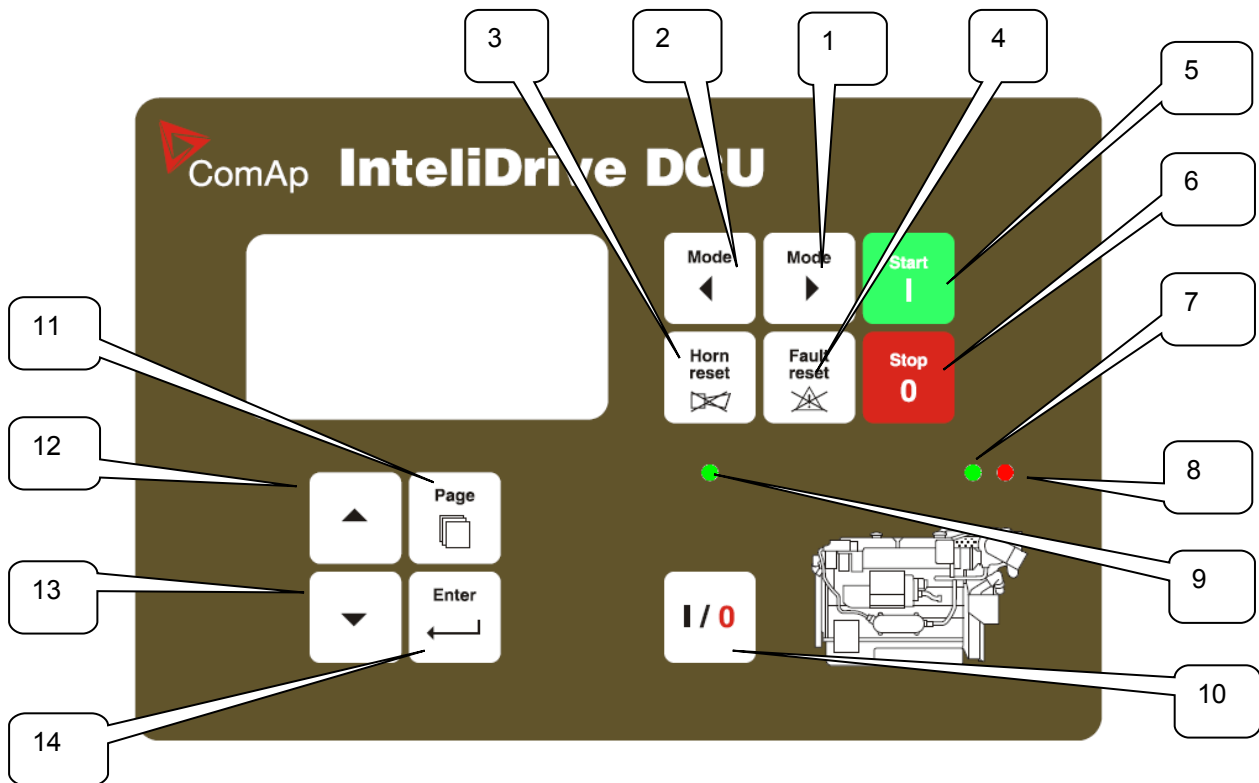 3
2
1
4
5
ComAp InteliDrive DCU
6
Mode
Mode
Start
I
7
11
Horn
reset
Fault
reset
Stop
0
12
8
Page
13
Enter
9
I / 0
14
10